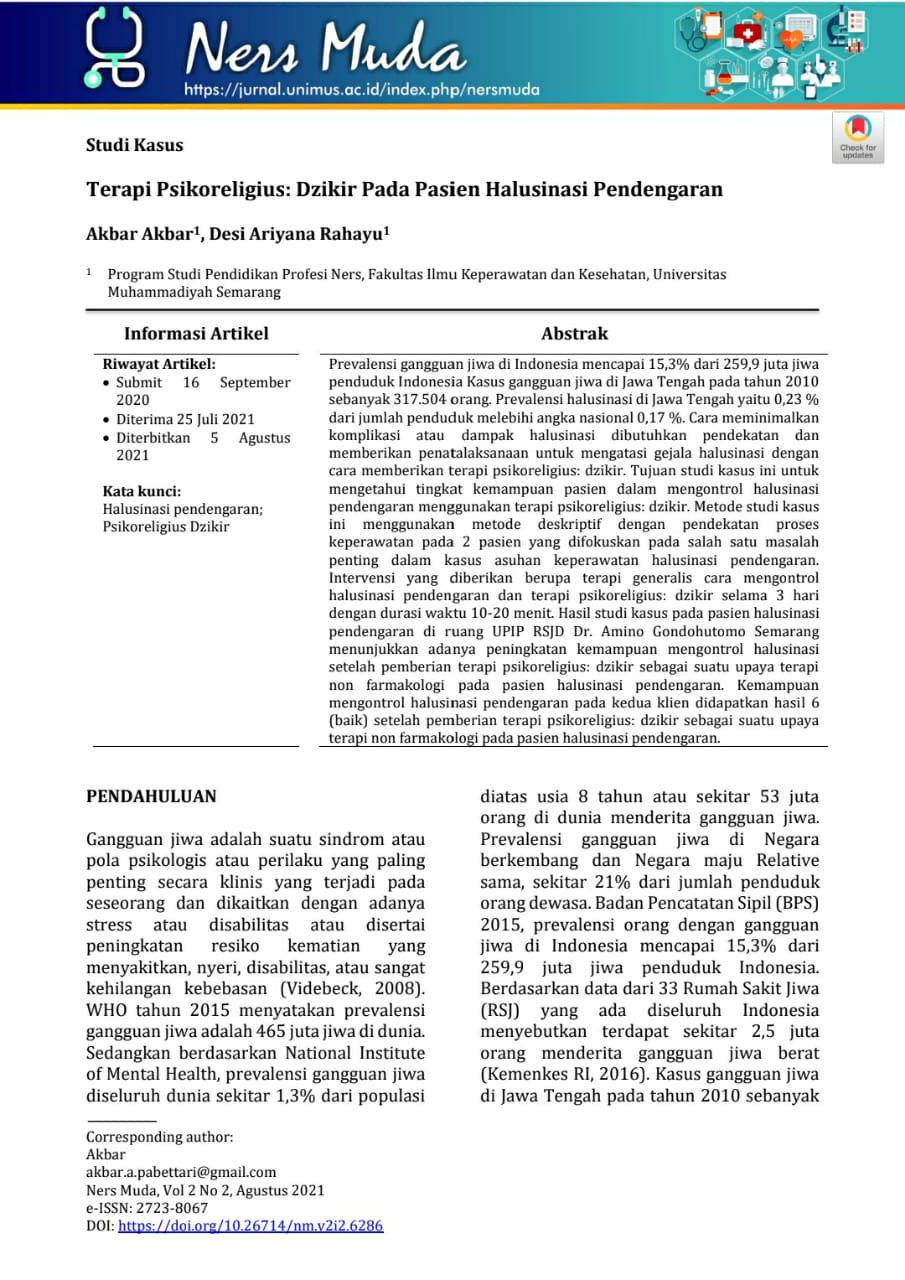 Ners Muda
https://jurnal.unimus.ac.id/index.php/nersmuda
Check for
updates
Studi Kasus
Terapi Psikoreligius: Dzikir Pada Pasien Halusinasi Pendengaran
Akbar Akbar¹, Desi Ariyana Rahayu¹
¹ Program Studi Pendidikan Profesi Ners, Fakultas Ilmu Keperawatan dan Kesehatan, Universitas
Muhammadiyah Semarang
Informasi Artikel
Riwayat Artikel:
• Submit 16 September
2020
• Diterima 25 Juli 2021
• Diterbitkan 5 Agustus
2021
Kata kunci:
Halusinasi pendengaran;
Psikoreligius Dzikir
Abstrak
Prevalensi gangguan jiwa di Indonesia mencapai 15,3% dari 259,9 juta jiwa
penduduk Indonesia Kasus gangguan jiwa di Jawa Tengah pada tahun 2010
sebanyak 317.504 orang. Prevalensi halusinasi di Jawa Tengah yaitu 0,23 %
dari jumlah penduduk melebihi angka nasional 0,17 %. Cara meminimalkan
komplikasi atau dampak halusinasi dibutuhkan pendekatan dan
memberikan penatalaksanaan untuk mengatasi gejala halusinasi dengan
cara memberikan terapi psikoreligius: dzikir. Tujuan studi kasus ini untuk
mengetahui tingkat kemampuan pasien dalam mengontrol halusinasi
pendengaran menggunakan terapi psikoreligius: dzikir. Metode studi kasus
ini menggunakan metode deskriptif dengan pendekatan proses
keperawatan pada 2 pasien yang difokuskan pada salah satu masalah
penting dalam kasus asuhan keperawatan halusinasi pendengaran.
Intervensi yang diberikan berupa terapi generalis cara mengontrol
halusinasi pendengaran dan terapi psikoreligius: dzikir selama 3 hari
dengan durasi waktu 10-20 menit. Hasil studi kasus pada pasien halusinasi
pendengaran di ruang UPIP RSJD Dr. Amino Gondohutomo Semarang
menunjukkan adanya peningkatan kemampuan mengontrol halusinasi
setelah pemberian terapi psikoreligius: dzikir sebagai suatu upaya terapi
non farmakologi pada pasien halusinasi pendengaran. Kemampuan
mengontrol halusinasi pendengaran pada kedua klien didapatkan hasil 6
(baik) setelah pemberian terapi psikoreligius: dzikir sebagai suatu upaya
terapi non farmakologi pada pasien halusinasi pendengaran.
PENDAHULUAN
Gangguan jiwa adalah suatu sindrom atau
pola psikologis atau perilaku yang paling
penting secara klinis yang terjadi pada
seseorang dan dikaitkan dengan adanya
stress atau disabilitas atau disertai
peningkatan resiko kematian yang
menyakitkan, nyeri, disabilitas, atau sangat
kehilangan kebebasan (Videbeck, 2008).
WHO tahun 2015 menyatakan prevalensi
gangguan jiwa adalah 465 juta jiwa di dunia.
Sedangkan berdasarkan National Institute
of Mental Health, prevalensi gangguan jiwa
diseluruh dunia sekitar 1,3% dari populasi
diatas usia 8 tahun atau sekitar 53 juta
orang di dunia menderita gangguan jiwa.
Prevalensi gangguan jiwa di Negara
berkembang dan Negara maju Relative
sama, sekitar 21% dari jumlah penduduk
orang dewasa. Badan Pencatatan Sipil (BPS)
2015, prevalensi orang dengan gangguan
jiwa di Indonesia mencapai 15,3% dari
259,9 juta jiwa penduduk Indonesia.
Berdasarkan data dari 33 Rumah Sakit Jiwa
(RSJ) yang ada diseluruh Indonesia
menyebutkan terdapat sekitar 2,5 juta
orang menderita gangguan jiwa berat
(Kemenkes RI, 2016). Kasus gangguan jiwa
di Jawa Tengah pada tahun 2010 sebanyak
Corresponding author:
Akbar
akbar.a.pabettari@gmail.com
Ners Muda, Vol 2 No 2, Agustus 2021
e-ISSN: 2723-8067
DOI: https://doi.org/10.26714/nm.v2i2.6286